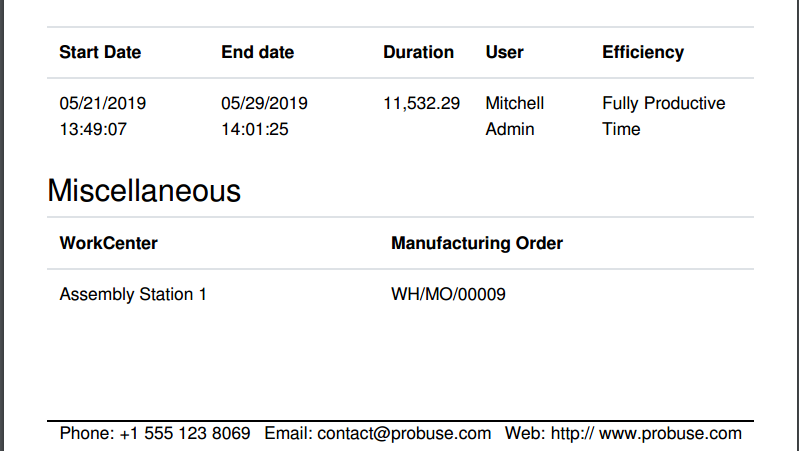 Start Date End date Duration User Efficiency
05/21/2019 05/29/2019 11,532.29 Mitchell Fully Productive
13:49:07 14:01:25 Admin Time
Miscellaneous
WorkCenter Manufacturing Order
Assembly Station 1 WH/MO/00009
Phone: +1 555 123 8069 Email: contact@probuse.com Web: http:// www.probuse.com